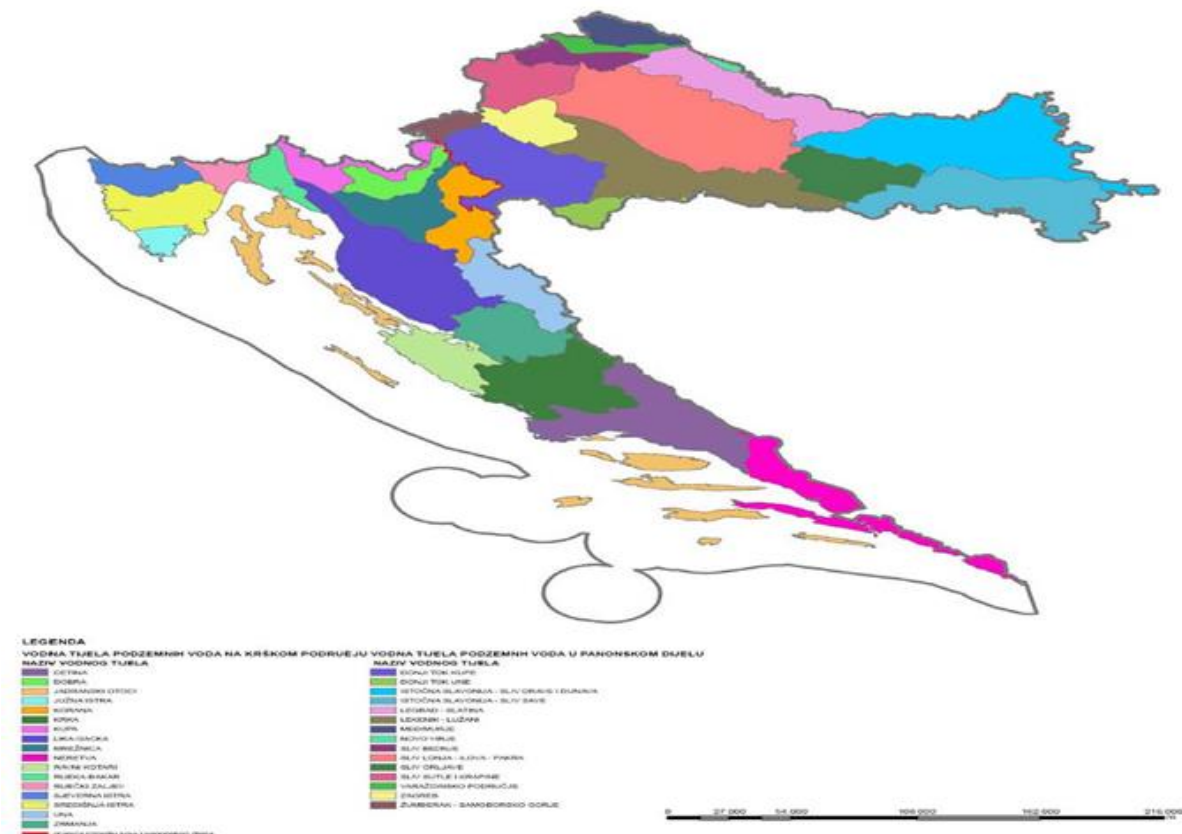 LEGENDA
VODNA TIJELA PODZEMNIH VODA NA KRŠKOM PODRUČJU VODNA TIJELA PODZEMNIH VODA U PANONSKOM DIJELU
NAZIV VODNOG TIJELA
CETINA
DOBRA
JADRANSKI OTOCI
JUŽNA ISTRA
KORANA
KRKA
KUPA
LIKA-GACKA
MREŽNICA
NERETVA
RAVNI KOTARI
RIJEKA-BAKAR
RIJEČKI ZALJEV
SJEVERNA ISTRA
SREDIŠNJA ISTRA
UNA
ZRMANJA
NAZIV VODNOG TIJELA
DONJI TOK KUPE
DONJI TOK UNE
ISTOČNA SLAVONIJA - SLIV DRAVE I DUNAVA
ISTOČNA SLAVONIJA - SLIV SAVE
LEGRAD - SLATINA
LEKENIK - LUŽANI
MEĐIMURJE
NOVO VIRJE
SLIV BEDNJE
SLIV LONJA - ILOVA - PAKRA
SLIV ORLJAVE
SLIV SUTLE I KRAPINE
VARAŽDINSKO PODRUČJE
ZAGREB
ŽUMBERAK - SAMOBORSKO GORJE
0 27.000 54.000 108.000 162.000 216.000